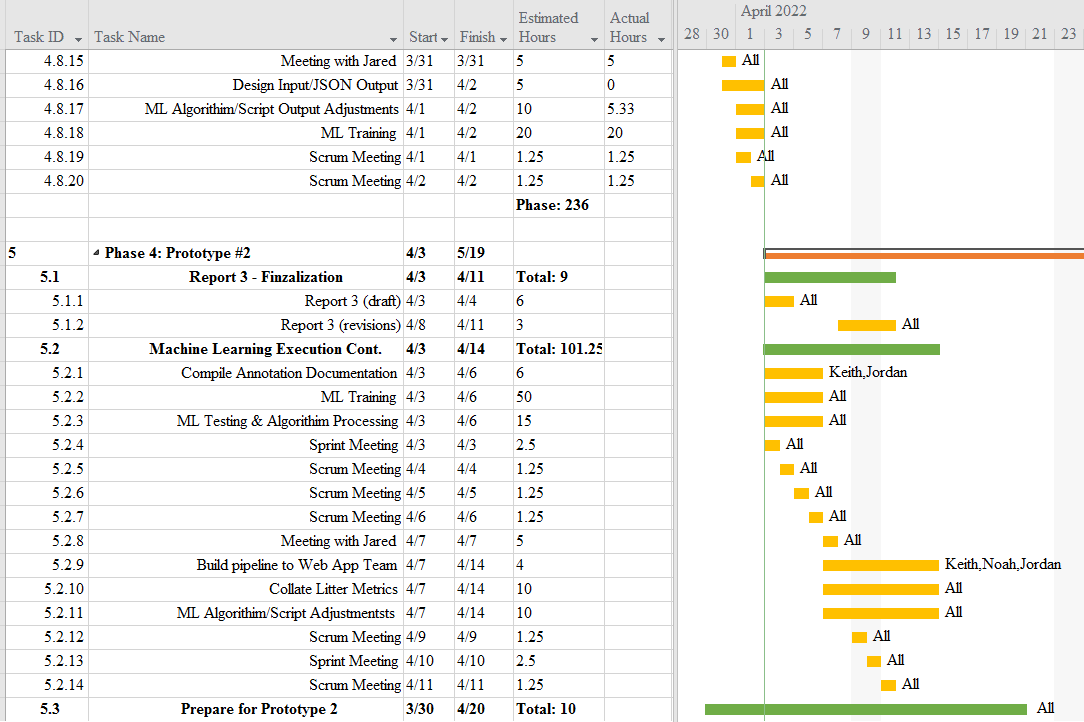 Estimated Actual April 2022
Task ID Task Name Start Finish Hours Hours 28 30 1 3 5 7 9 11 13 15 17 19 21 23
4.8.15 Meeting with Jared 3/31 3/31 5 5 All
4.8.16 Design Input/JSON Output 3/31 4/2 5 0 All
4.8.17 ML Algorithim/Script Output Adjustments 4/1 4/2 10 5.33 All
4.8.18 ML Training 4/1 4/2 20 20 All
4.8.19 Scrum Meeting 4/1 4/1 1.25 1.25 All
4.8.20 Scrum Meeting 4/2 4/2 1.25 1.25 All
Phase: 236
5 Phase 4: Prototype #2 4/3 5/19
5.1 Report 3 - Finzalization 4/3 4/11 Total: 9
5.1.1 Report 3 (draft) 4/3 4/4 6 All
5.1.2 Report 3 (revisions) 4/8 4/11 3 All
5.2 Machine Learning Execution Cont. 4/3 4/14 Total: 101.25
5.2.1 Compile Annotation Documentation 4/3 4/6 6 Keith,Jordan
5.2.2 ML Training 4/3 4/6 50 All
5.2.3 ML Testing & Algorithim Processing 4/3 4/6 15 All
5.2.4 Sprint Meeting 4/3 4/3 2.5 All
5.2.5 Scrum Meeting 4/4 4/4 1.25 All
5.2.6 Scrum Meeting 4/5 4/5 1.25 All
5.2.7 Scrum Meeting 4/6 4/6 1.25 All
5.2.8 Meeting with Jared 4/7 4/7 5 All
5.2.9 Build pipeline to Web App Team 4/7 4/14 4 Keith,Noah,Jordan
5.2.10 Collate Litter Metrics 4/7 4/14 10 All
5.2.11 ML Algorithim/Script Adjustmentsts 4/7 4/14 10 All
5.2.12 Scrum Meeting 4/9 4/9 1.25 All
5.2.13 Sprint Meeting 4/10 4/10 2.5 All
5.2.14 Scrum Meeting 4/11 4/11 1.25 All
5.3 Prepare for Prototype 2 3/30 4/20 Total: 10 All